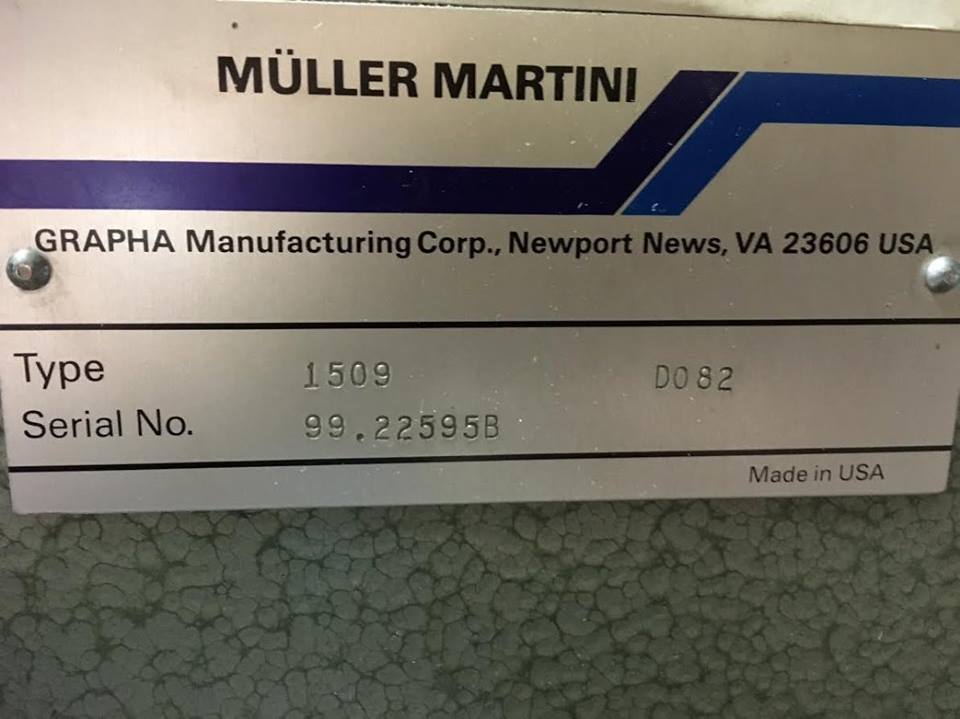 MÜLLER MARTINI
GRAPHA Manufacturing Corp., Newport News, VA 23606 USA
Type 1509 D082
Serial No. 99.22595B
Made in USA